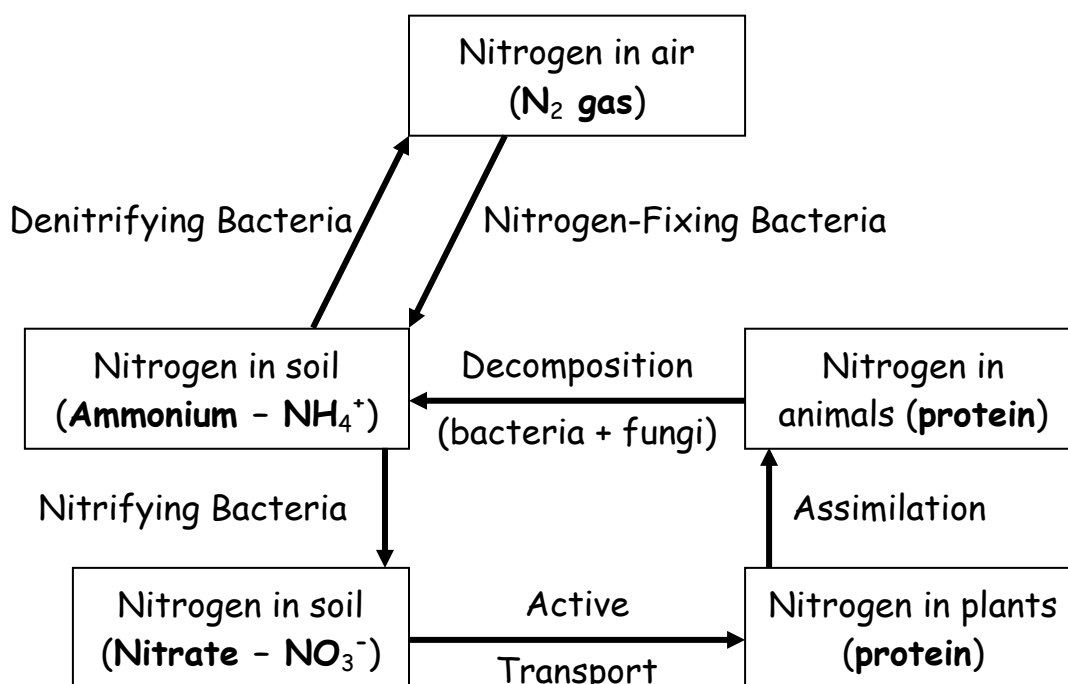 Nitrogen in air
(N₂ gas)
Denitrifying Bacteria
Nitrogen-Fixing Bacteria
Nitrogen in soil
(Ammonium – NH₄⁺)
Decomposition
(bacteria + fungi)
Nitrogen in
animals (protein)
Nitrifying Bacteria
Assimilation
Nitrogen in soil
(Nitrate – NO₃⁻)
Active
Transport
Nitrogen in plants
(protein)